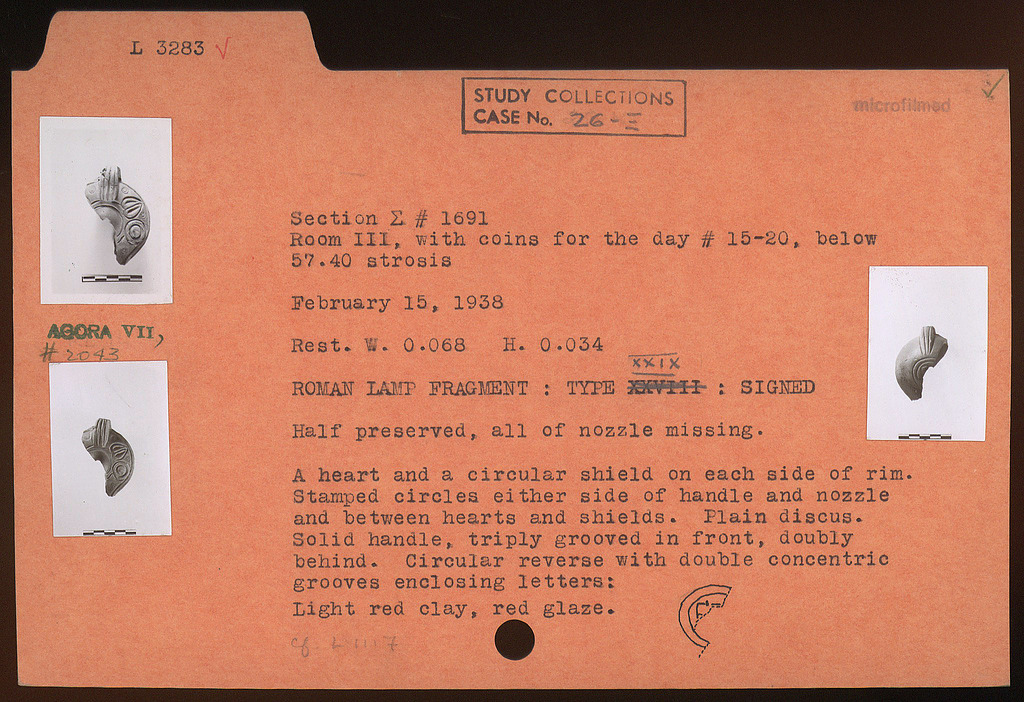 L 3283 √
STUDY COLLECTIONS
CASE No. 26-Ξ
microfilmed
Section Σ # 1691
Room III, with coins for the day # 15-20, below
57.40 strosis
February 15, 1938
AGORA VII,
# 2043
Rest. W. 0.068 H. 0.034
XXIX
ROMAN LAMP FRAGMENT : TYPE XXVIII : SIGNED
Half preserved, all of nozzle missing.
A heart and a circular shield on each side of rim.
Stamped circles either side of handle and nozzle
and between hearts and shields. Plain discus.
Solid handle, triply grooved in front, doubly
behind. Circular reverse with double concentric
grooves enclosing letters:
Light red clay, red glaze.
cf. L 1117